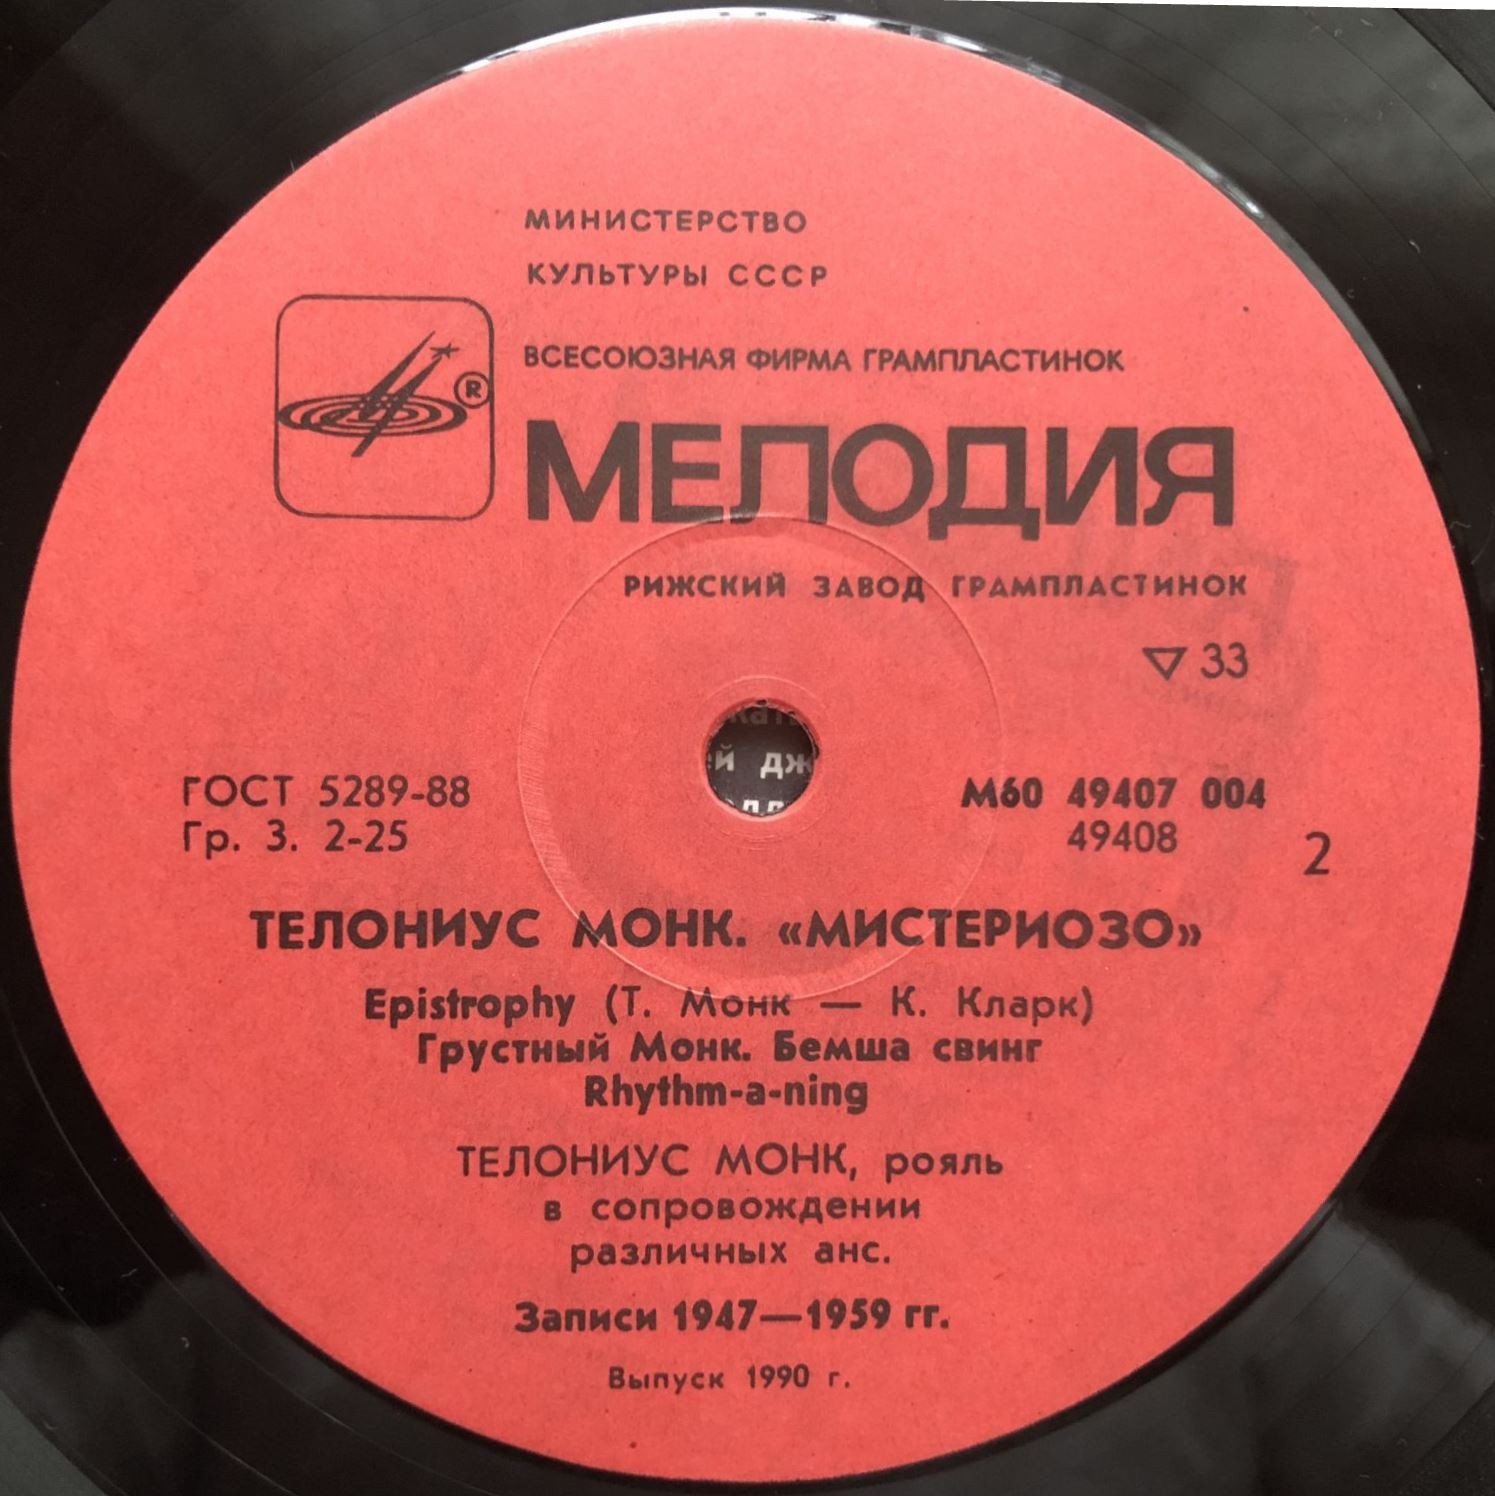 МИНИСТЕРСТВО
КУЛЬТУРЫ СССР
ВСЕСОЮЗНАЯ ФИРМА ГРАМПЛАСТИНОК
®
МЕЛОДИЯ
РИЖСКИЙ ЗАВОД ГРАМПЛАСТИНОК
▽ 33
ГОСТ 5289-88
Гр. 3. 2-25
М60 49407 004
49408
2
ТЕЛОНИУС МОНК. «МИСТЕРИОЗО»
Epistrophy (Т. Монк — К. Кларк)
Грустный Монк. Бемша свинг
Rhythm-a-ning
ТЕЛОНИУС МОНК, рояль
в сопровождении
различных анс.
Записи 1947—1959 гг.
Выпуск 1990 г.